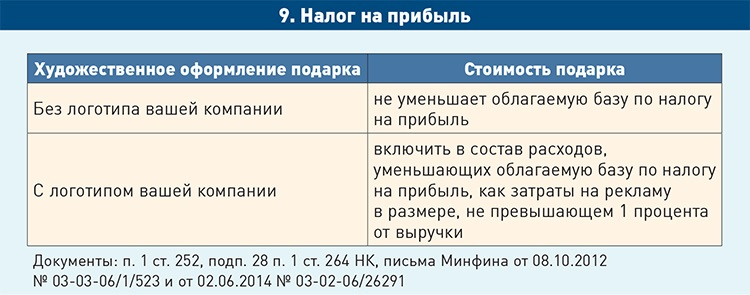 9. Налог на прибыль
Художественное оформление подарка
Стоимость подарка
Без логотипа вашей компании
не уменьшает облагаемую базу по налогу
на прибыль
С логотипом вашей компании
включить в состав расходов,
уменьшающих облагаемую базу по налогу
на прибыль, как затраты на рекламу
в размере, не превышающем 1 процента
от выручки
Документы: п. 1 ст. 252, подп. 28 п. 1 ст. 264 НК, письма Минфина от 08.10.2012
№ 03-03-06/1/523 и от 02.06.2014 № 03-02-06/26291